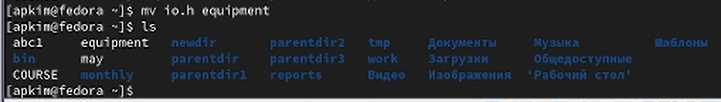 [apkim@fedora ~]$ mv io.h equipment
[apkim@fedora ~]$ ls
abc1 equipment newdir parentdir2 tmp Документы Музыка Шаблоны
bin may parentdir parentdir3 work Загрузки Общедоступные
COURSE monthly parentdir1 reports Видео Изображения 'Рабочий стол'
[apkim@fedora ~]$